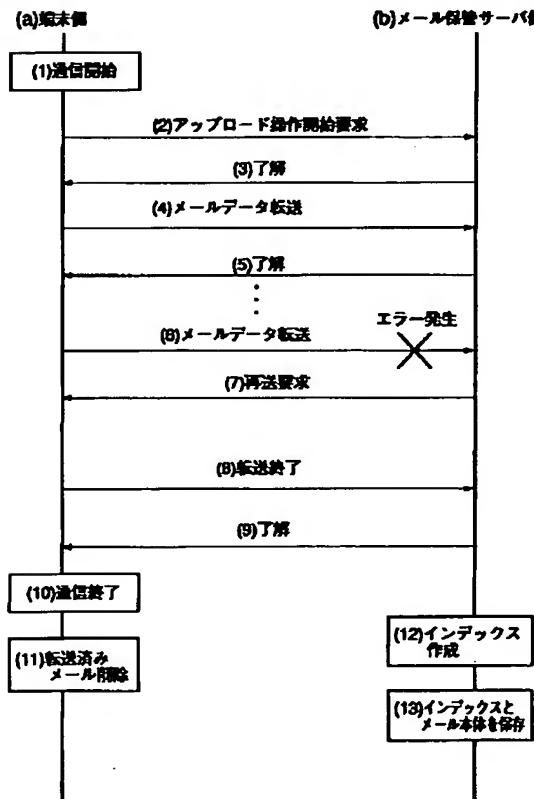 (a)端末側
(b)メール保管サーバ側
(1)通信開始
(2)アップロード操作開始要求
(3)了解
(4)メールデータ転送
(5)了解
エラー発生
(6)メールデータ転送
(7)再送要求
(8)転送終了
(9)了解
(10)通信終了
(12)インデックス
作成
(11)転送済み
メール削除
(13)インデックスと
メール本体を保存